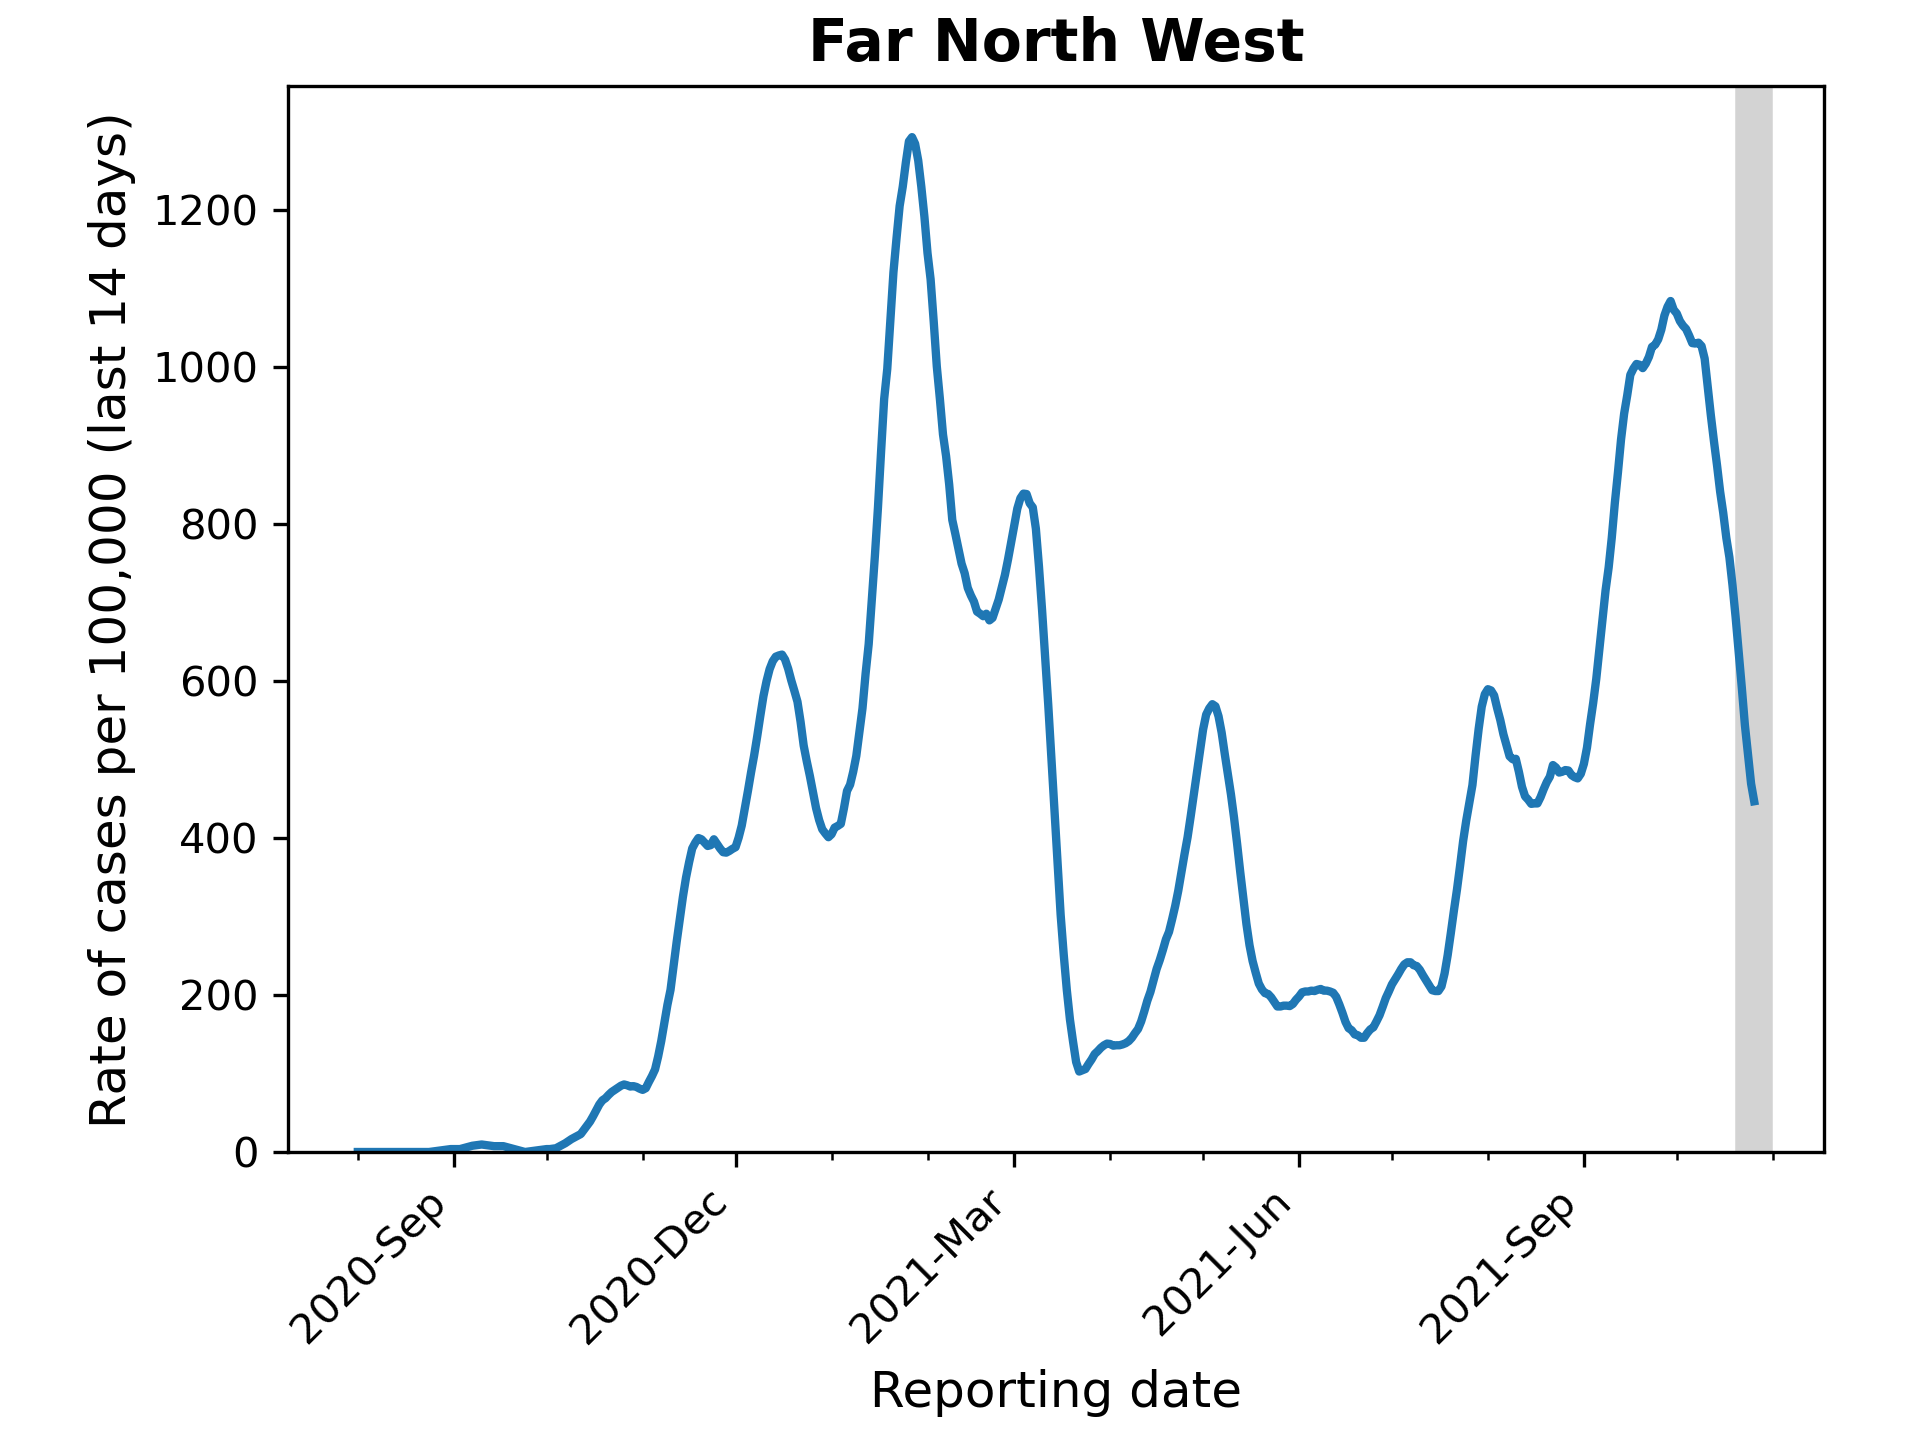 Far North West
Rate of cases per 100,000 (last 14 days)
1200
1000
800
600
400
200
0
2020-Sep
2020-Dec
2021-Mar
2021-Jun
2021-Sep
Reporting date